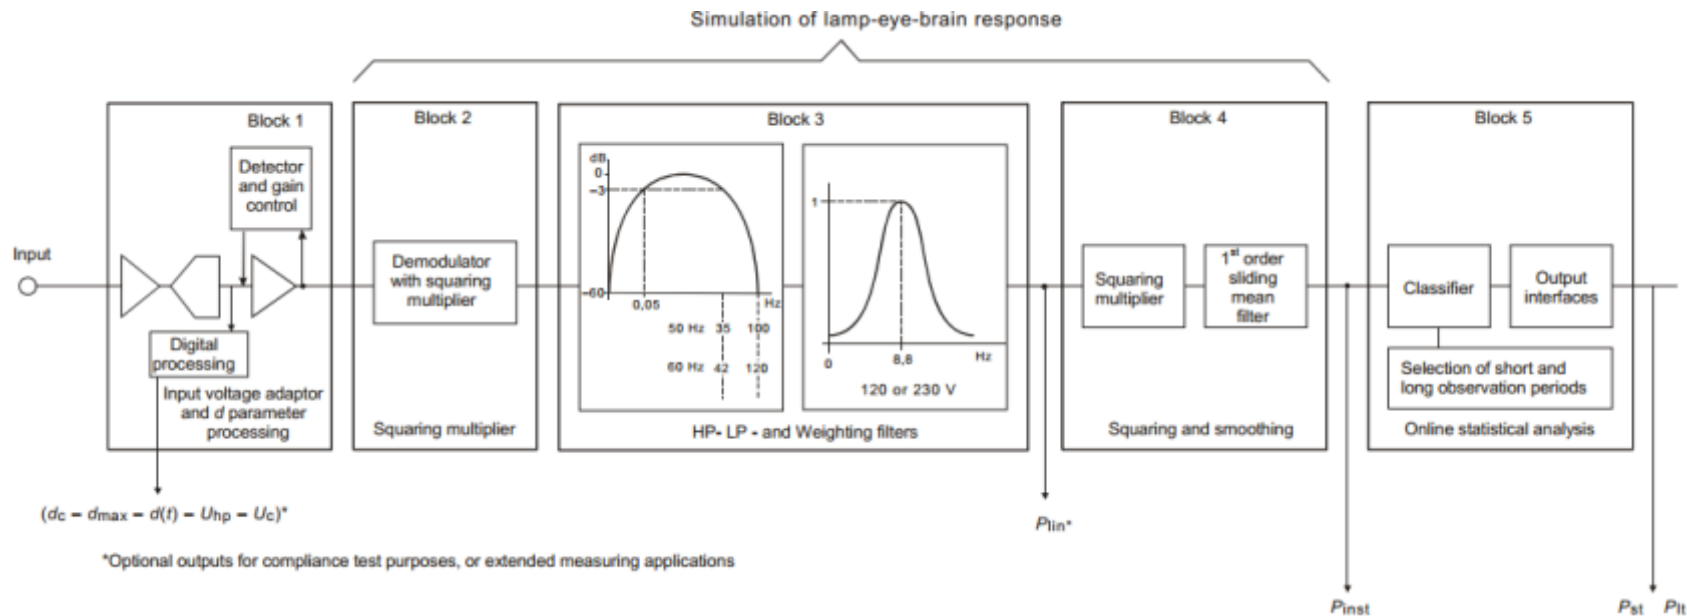 Simulation of lamp-eye-brain response
Block 1
Block 2
Block 3
Block 4
Block 5
Input
Detector
and gain
control
Digital
processing
Input voltage adaptor
and d parameter
processing
Demodulator
with squaring
multiplier
Squaring multiplier
dB
0
–3
–60
0,05
Hz
50 Hz 35 100
60 Hz 42 120
1
0
8,8
Hz
120 or 230 V
HP- LP - and Weighting filters
Squaring
multiplier
1st order
sliding
mean
filter
Squaring and smoothing
Classifier
Output
interfaces
Selection of short and
long observation periods
Online statistical analysis
(dc – dmax – d(t) – Uhp – Uc)*
Plin*
*Optional outputs for compliance test purposes, or extended measuring applications
Pinst
Pst Plt